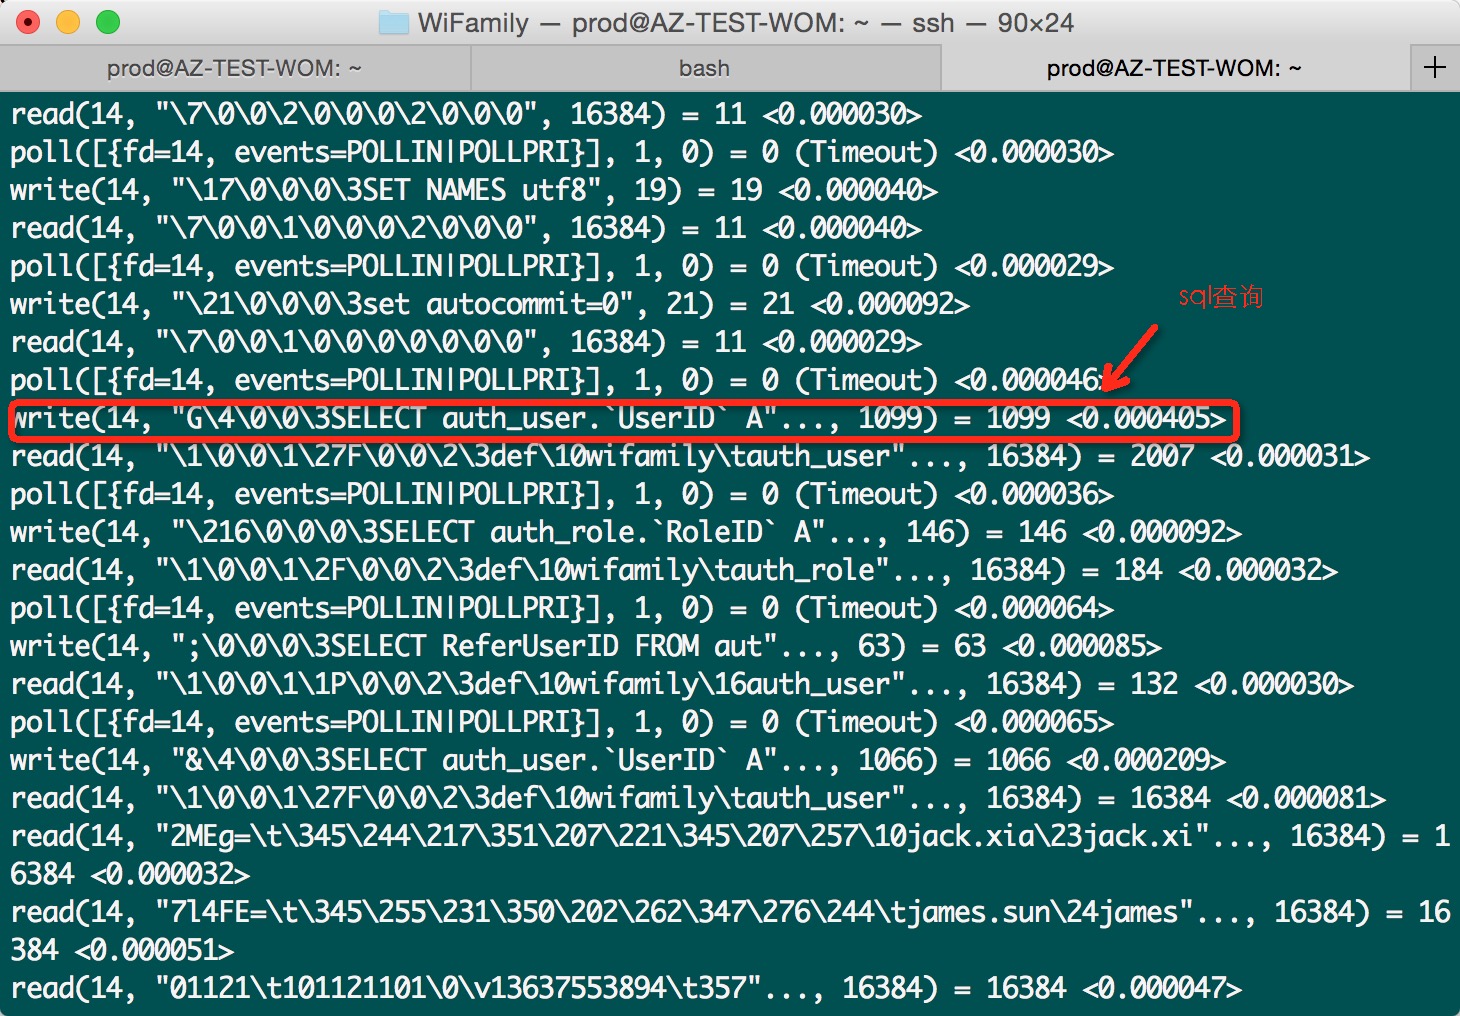 WiFamily — prod@AZ-TEST-WOM: ~ — ssh — 90×24
prod@AZ-TEST-WOM: ~
bash
prod@AZ-TEST-WOM: ~
+
read(14, "\7\0\0\2\0\0\0\2\0\0\0", 16384) = 11 <0.000030>
poll([{fd=14, events=POLLIN|POLLPRI}], 1, 0) = 0 (Timeout) <0.000030>
write(14, "\17\0\0\0\3SET NAMES utf8", 19) = 19 <0.000040>
read(14, "\7\0\0\1\0\0\0\2\0\0\0", 16384) = 11 <0.000040>
poll([{fd=14, events=POLLIN|POLLPRI}], 1, 0) = 0 (Timeout) <0.000029>
sql查询
write(14, "\21\0\0\0\3set autocommit=0", 21) = 21 <0.000092>
read(14, "\7\0\0\1\0\0\0\0\0\0\0", 16384) = 11 <0.000029>
poll([{fd=14, events=POLLIN|POLLPRI}], 1, 0) = 0 (Timeout) <0.000046>
write(14, "G\4\0\0\3SELECT auth_user.`UserID` A"..., 1099) = 1099 <0.000405>
read(14, "\1\0\0\1\27F\0\0\2\3def\10wifamily\tauth_user"..., 16384) = 2007 <0.000031>
poll([{fd=14, events=POLLIN|POLLPRI}], 1, 0) = 0 (Timeout) <0.000036>
write(14, "\216\0\0\0\3SELECT auth_role.`RoleID` A"..., 146) = 146 <0.000092>
read(14, "\1\0\0\1\2F\0\0\2\3def\10wifamily\tauth_role"..., 16384) = 184 <0.000032>
poll([{fd=14, events=POLLIN|POLLPRI}], 1, 0) = 0 (Timeout) <0.000064>
write(14, ";\0\0\0\3SELECT ReferUserID FROM aut"..., 63) = 63 <0.000085>
read(14, "\1\0\0\1\1P\0\0\2\3def\10wifamily\16auth_user"..., 16384) = 132 <0.000030>
poll([{fd=14, events=POLLIN|POLLPRI}], 1, 0) = 0 (Timeout) <0.000065>
write(14, "&\4\0\0\3SELECT auth_user.`UserID` A"..., 1066) = 1066 <0.000209>
read(14, "\1\0\0\1\27F\0\0\2\3def\10wifamily\tauth_user"..., 16384) = 16384 <0.000081>
read(14, "2MEg=\t\345\244\217\351\207\221\345\207\257\10jack.xia\23jack.xi"..., 16384) = 1
6384 <0.000032>
read(14, "7l4FE=\t\345\255\231\350\202\262\347\276\244\tjames.sun\24james"..., 16384) = 16
384 <0.000051>
read(14, "01121\t101121101\0\v13637553894\t357"..., 16384) = 16384 <0.000047>